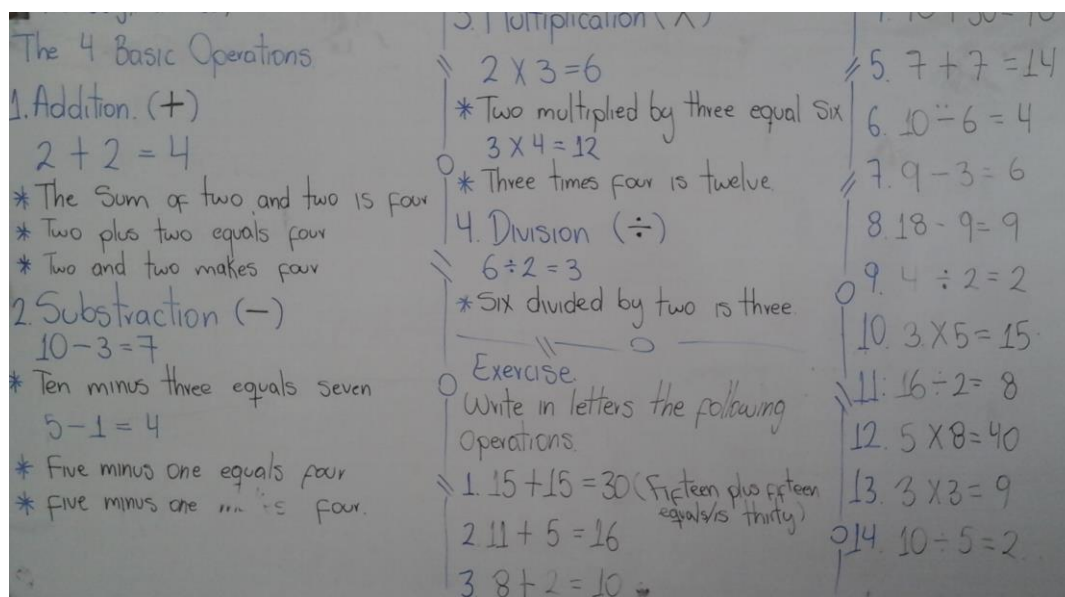 The 4 Basic Operations
1. Addition. (+)
2 + 2 = 4
* The Sum of two and two is four
* Two plus two equals four
* Two and two makes four
2. Substraction (-)
10 - 3 = 7
* Ten minus three equals seven
5 - 1 = 4
* Five minus one equals four
* five minus one is four.
3. Multiplication (X)
2 X 3 = 6
* Two multiplied by three equal Six
3 X 4 = 12
* Three times four is twelve.
4. Division (÷)
6 ÷ 2 = 3
* Six divided by two is three.
Exercise.
Write in letters the following
Operations.
1. 15 + 15 = 30 (Fifteen plus fifteen
equals/is thirty)
2. 11 + 5 = 16
3. 8 + 2 = 10
5. 7 + 7 = 14
6. 10 ÷ 6 = 4
7. 9 - 3 = 6
8. 18 - 9 = 9
9. 4 ÷ 2 = 2
10. 3 X 5 = 15
11. 16 ÷ 2 = 8
12. 5 X 8 = 40
13. 3 X 3 = 9
14. 10 ÷ 5 = 2.